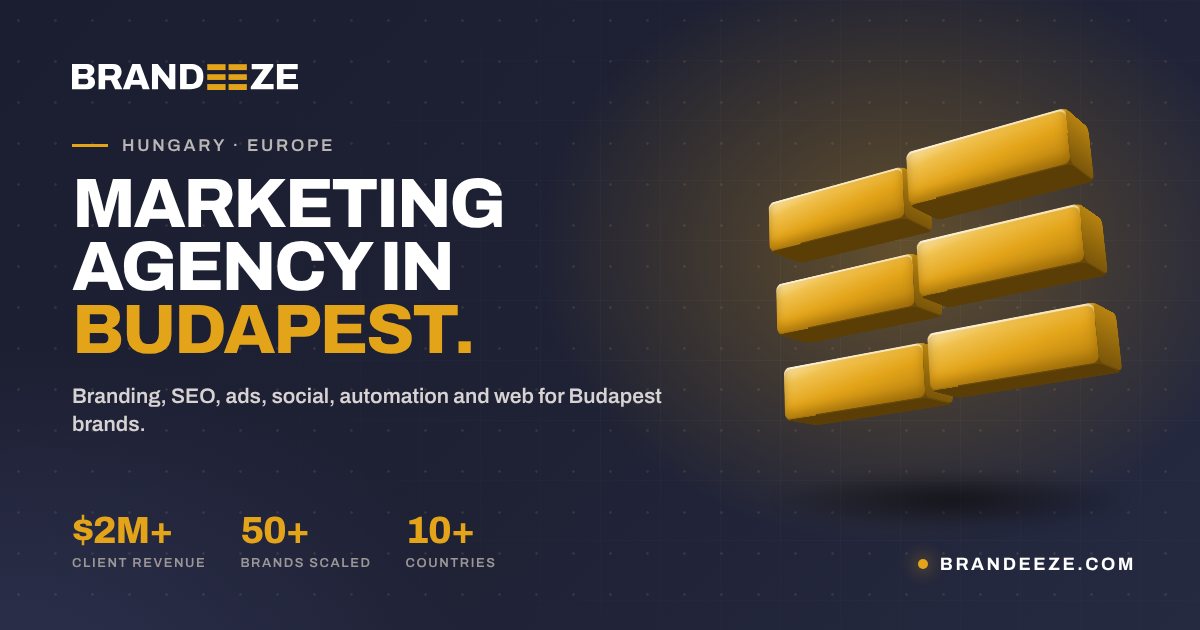 BRANDEEZE
HUNGARY · EUROPE
MARKETING
AGENCY IN
BUDAPEST.
Branding, SEO, ads, social, automation and web for Budapest
brands.
$2M+ 50+ 10+
CLIENT REVENUE BRANDS SCALED COUNTRIES
BRANDEEZE.COM